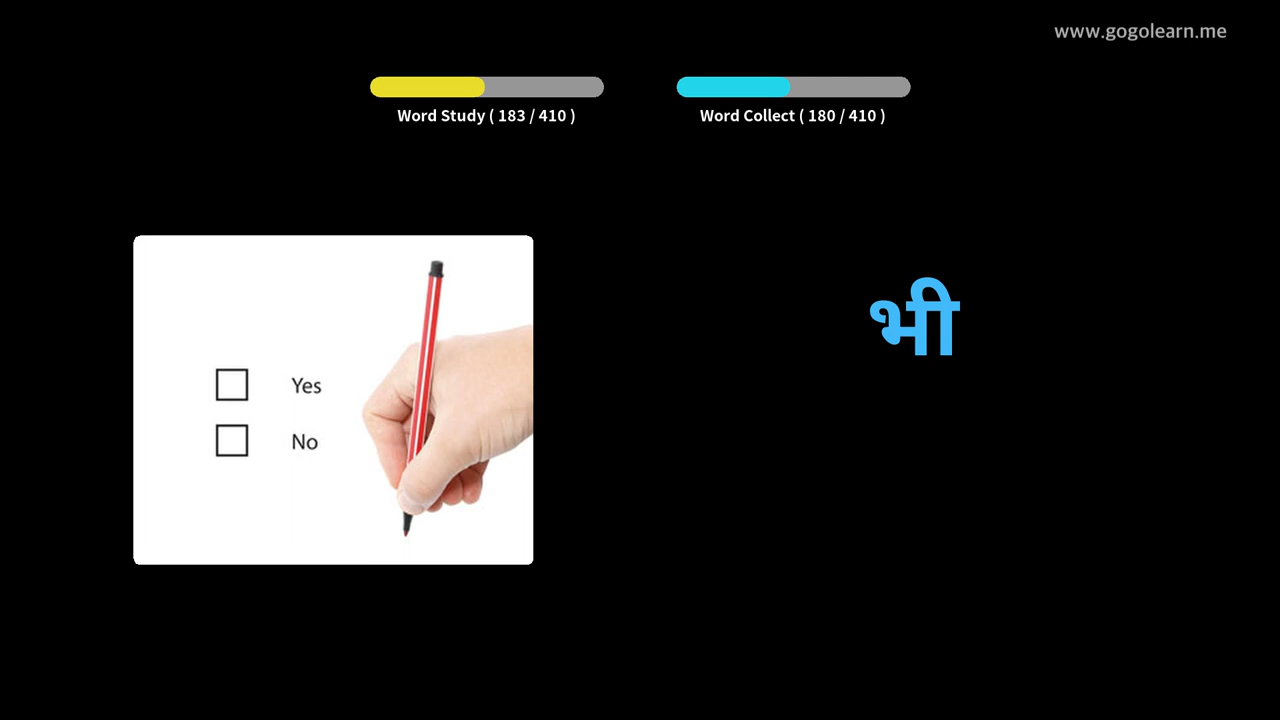 www.gogolearn.me
Word Study ( 183 / 410 )
Word Collect ( 180 / 410 )
भी
Yes
No